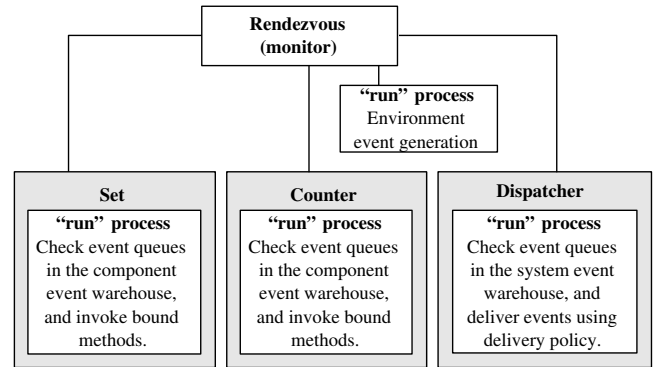 Rendezvous
(monitor)
“run” process
Environment
event generation
Set
“run” process
Check event queues
in the component
event warehouse,
and invoke bound
methods.
Counter
“run” process
Check event queues
in the component
event warehouse,
and invoke bound
methods.
Dispatcher
“run” process
Check event queues
in the system event
warehouse, and
deliver events using
delivery policy.